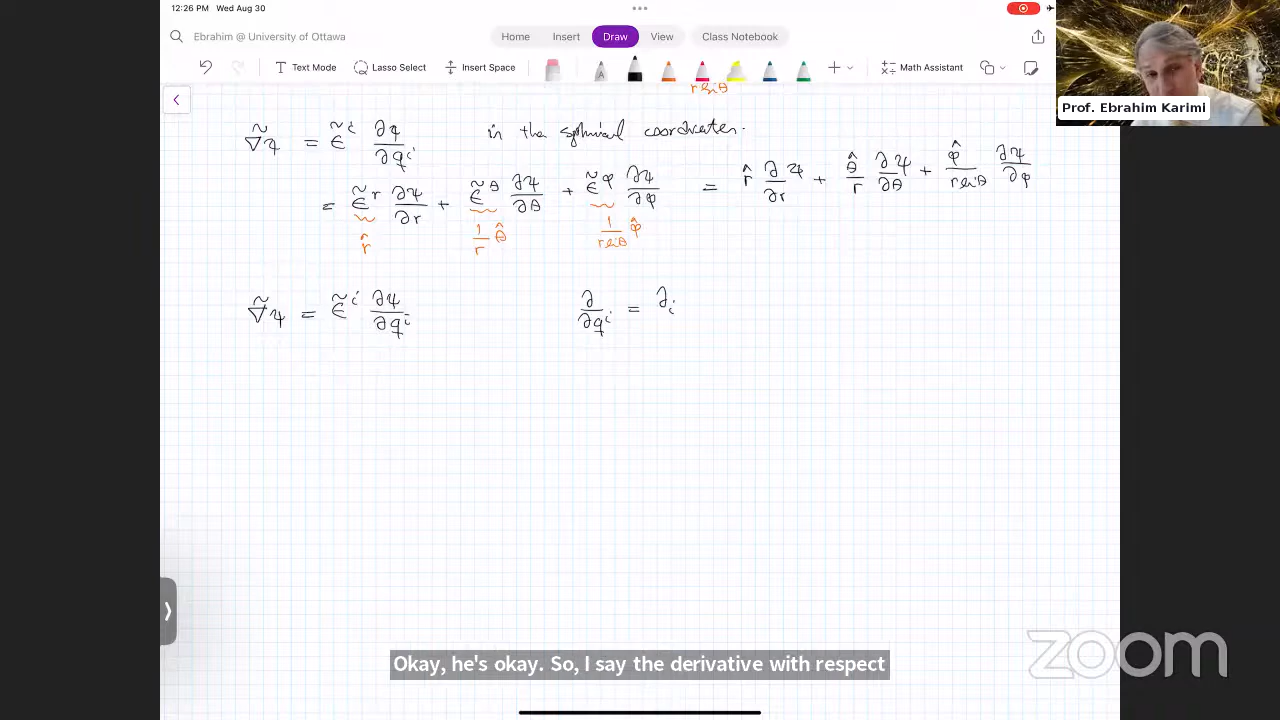 12:26 PM Wed Aug 30
Ebrahim @ University of Ottawa Home Insert Draw View Class Notebook
Text Mode Lasso Select Insert Space Math Assistant
Prof. Ebrahim Karimi
r sinθ
∇̃ψ = ε̃ ∂qⁱ in the spherical coordinates.
= ε̃ʳ ∂ψ/∂r + ε̃^θ ∂ψ/∂θ + ε̃^φ ∂ψ/∂φ = r̂ ∂ψ/∂r + θ̂/r ∂ψ/∂θ + φ̂/(r sinθ) ∂ψ/∂φ
r̂ 1/r θ̂ 1/(r sinθ) φ̂
∇̃ψ = ε̃ⁱ ∂ψ/∂qⁱ ∂/∂qⁱ = ∂ᵢ
Okay, he's okay. So, I say the derivative with respect
zoom